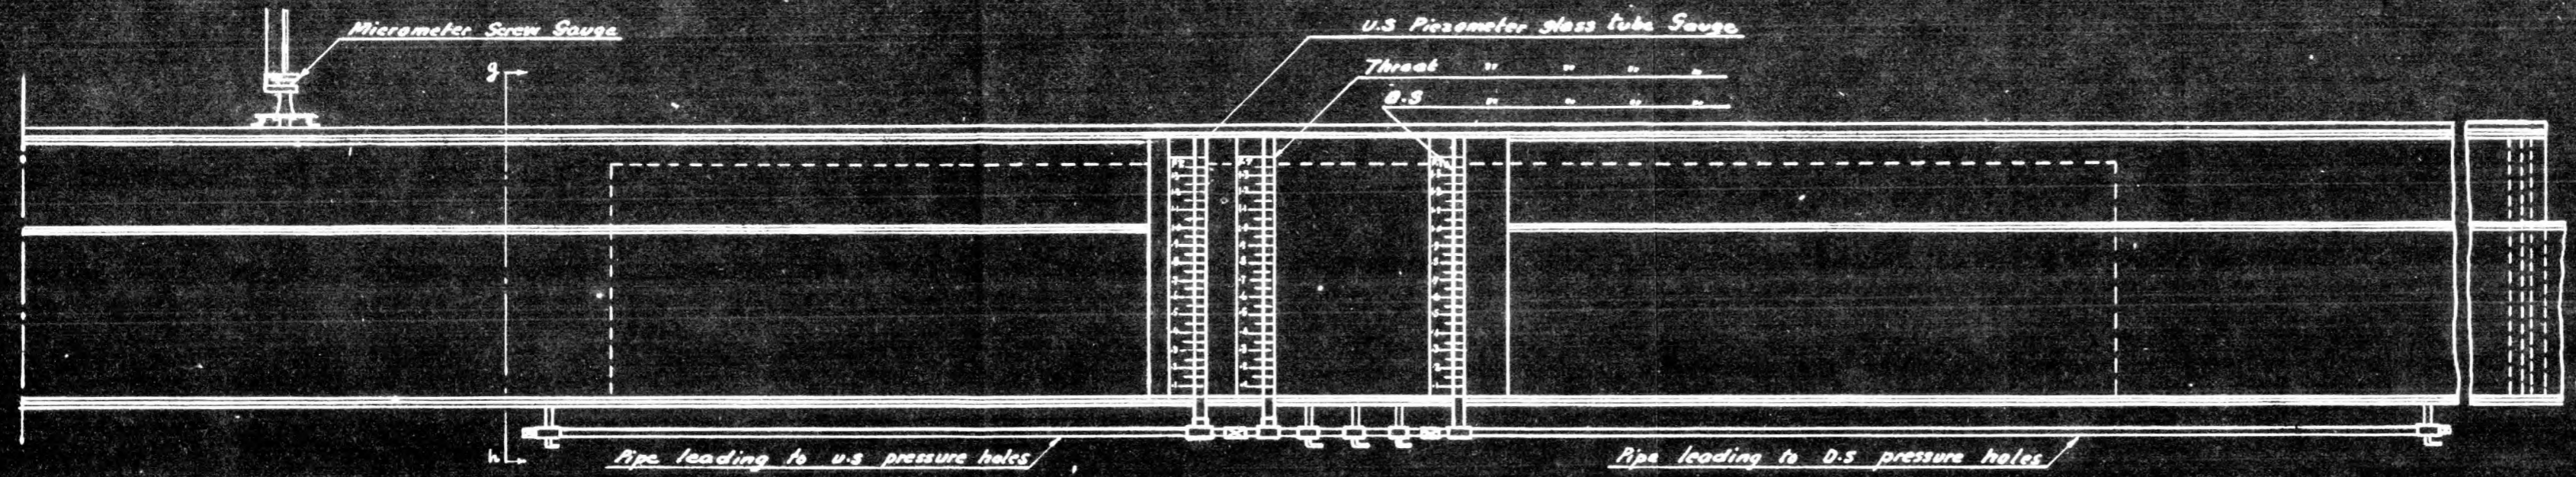 Micrometer Screw Gauge
U.S Piezometer glass tube Gauge
Throat " " " "
D.S " " " "
g
h
Pipe leading to U.S pressure holes
Pipe leading to D.S pressure holes